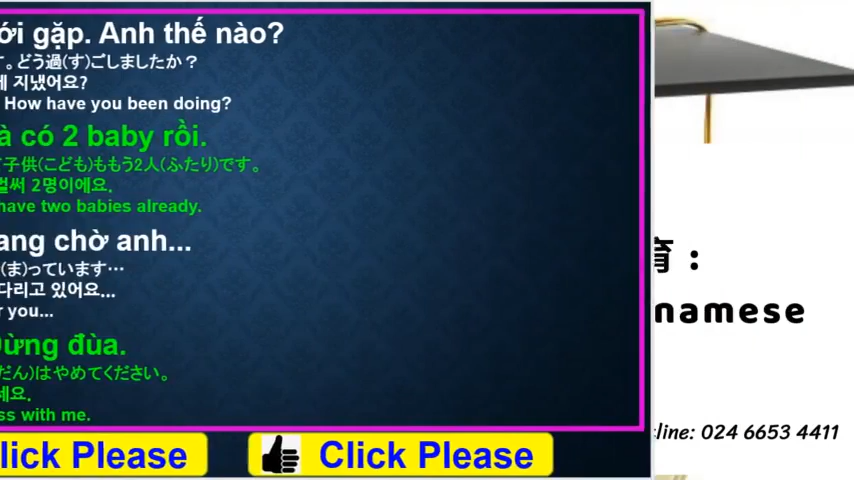 ới gặp. Anh thế nào?
す。どう過(す)ごしましたか？
게 지냈어요?
How have you been doing?
à có 2 baby rồi.
子供(こども)ももう2人(ふたり)です。
벌써 2명이에요.
have two babies already.
ang chờ anh...
(ま)っています…
다리고 있어요...
r you...
Đừng đùa.
だん)はやめてください。
세요.
ss with me.
lick Please
Click Please
育 :
namese
tline: 024 6653 4411